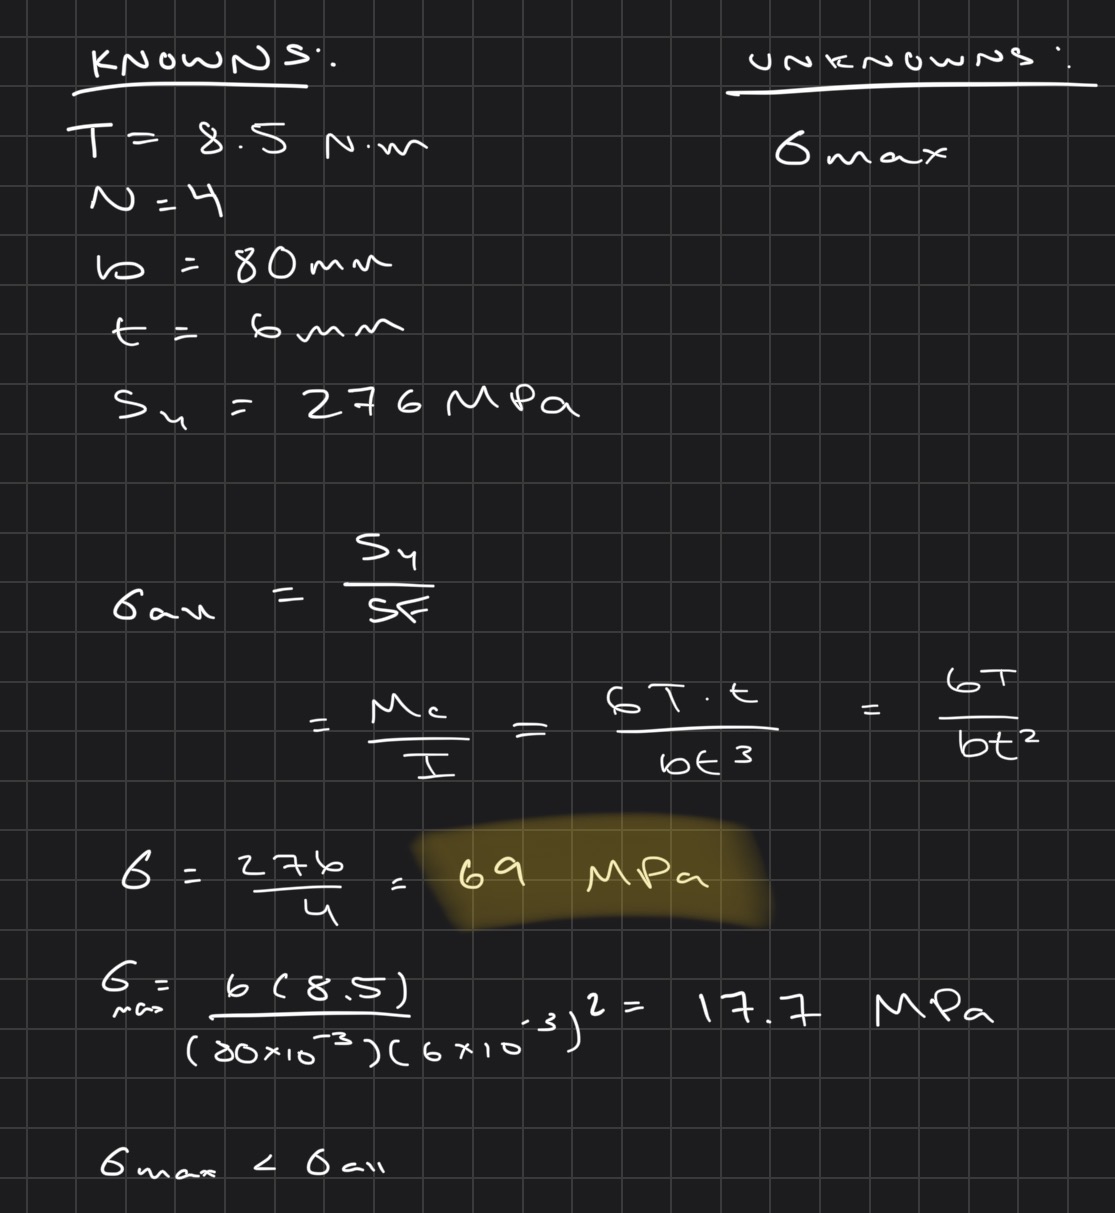 KNOWNS:
UNKNOWNS:
T = 8.5 N·m
σ max
N = 4
b = 80mm
t = 6mm
Sy = 276 MPa
σall = Sy / SF
= Mc / I = 6T·t / bt³ = 6T / bt²
σ = 276 / 4 = 69 MPa
σmax = 6(8.5) / (80×10⁻³)(6×10⁻³)² = 17.7 MPa
σmax < σall